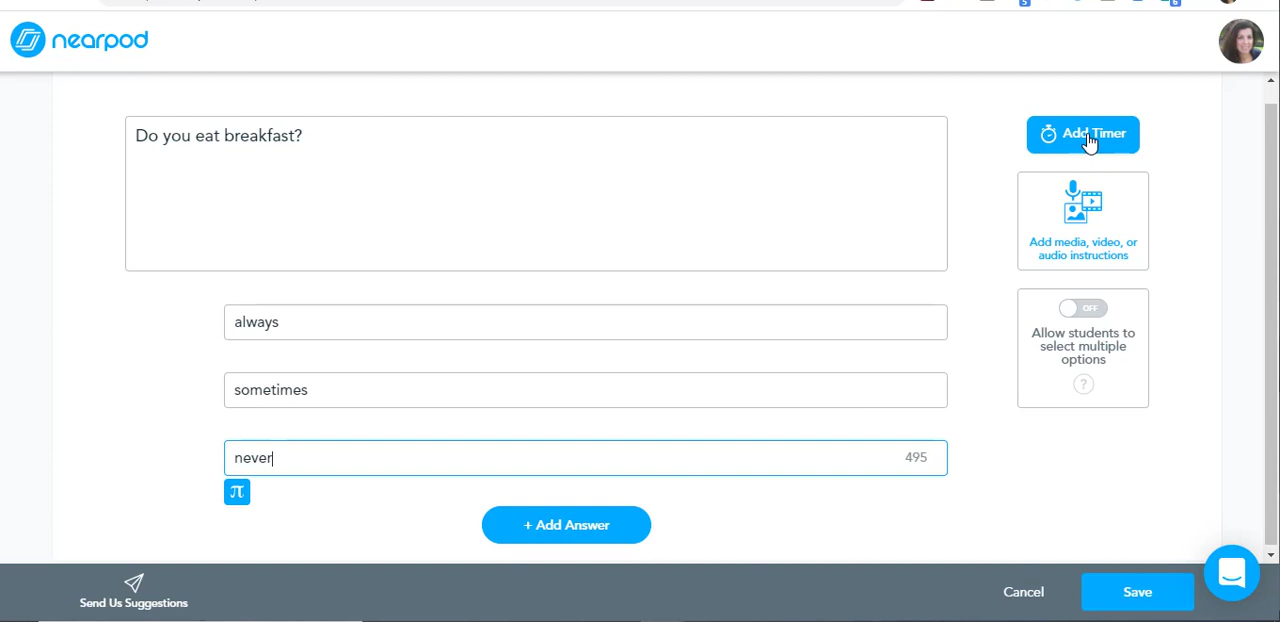 nearpod
Do you eat breakfast?
Add Timer
Add media, video, or
audio instructions
always
OFF
Allow students to
select multiple
options
?
sometimes
never
495
π
+ Add Answer
Send Us Suggestions
Cancel
Save